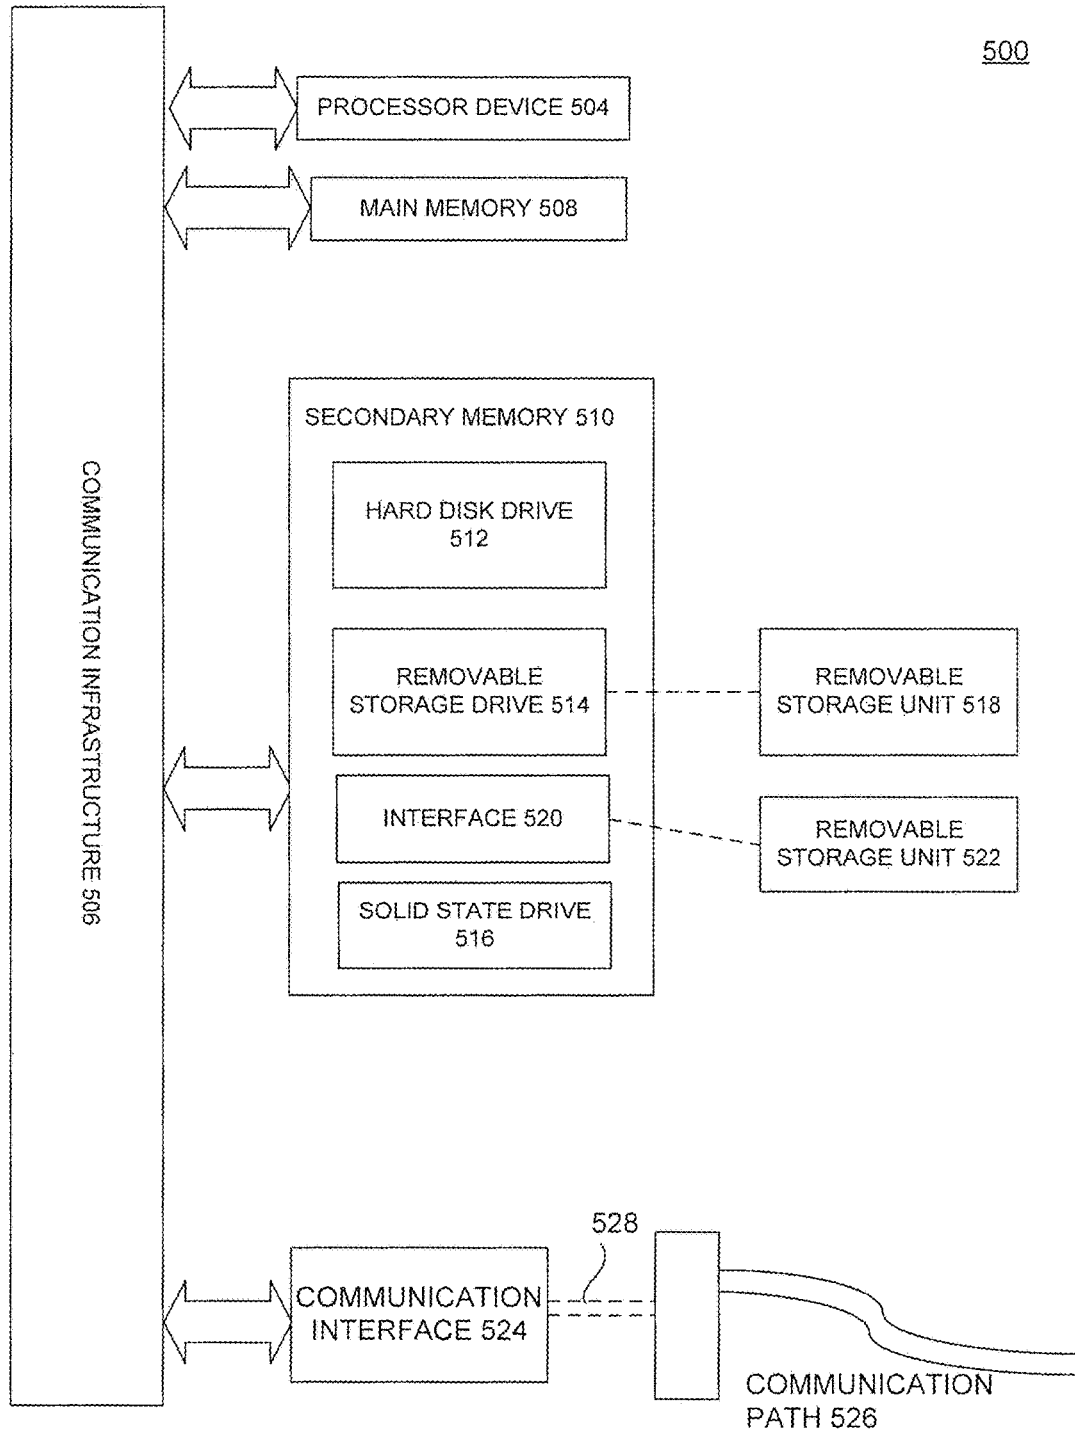 500
PROCESSOR DEVICE 504
MAIN MEMORY 508
COMMUNICATION INFRASTRUCTURE 506
SECONDARY MEMORY 510
HARD DISK DRIVE
512
REMOVABLE
STORAGE DRIVE 514
REMOVABLE
STORAGE UNIT 518
INTERFACE 520
REMOVABLE
STORAGE UNIT 522
SOLID STATE DRIVE
516
528
COMMUNICATION
INTERFACE 524
COMMUNICATION
PATH 526